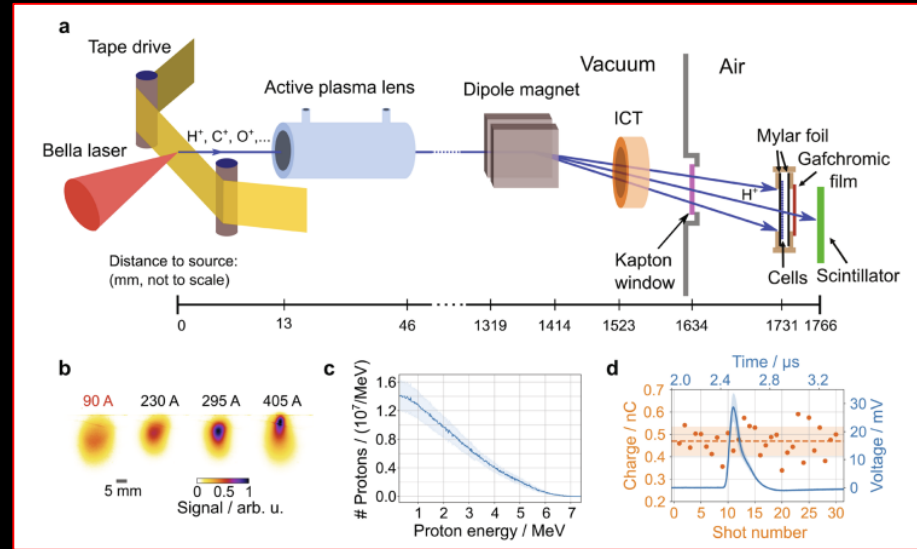 a
Tape drive
Active plasma lens
Dipole magnet
Vacuum
Air
ICT
Mylar foil
Gafchromic
film
H⁺, C⁺, O⁺,...
Bella laser
H⁺
Kapton
window
Cells
Scintillator
Distance to source:
(mm, not to scale)
0
13
46
1319
1414
1523
1634
1731
1766
b
90 A
230 A
295 A
405 A
5 mm
0
0.5
1
Signal / arb. u.
c
# Protons / (10⁷/MeV)
1.6
1.2
0.8
0.4
0.0
1
2
3
4
5
6
7
Proton energy / MeV
d
Time / µs
2.0
2.4
2.8
3.2
Charge / nC
0.7
0.6
0.5
0.4
0.3
0.2
30
20
10
0
Voltage / mV
0
5
10
15
20
25
30
Shot number